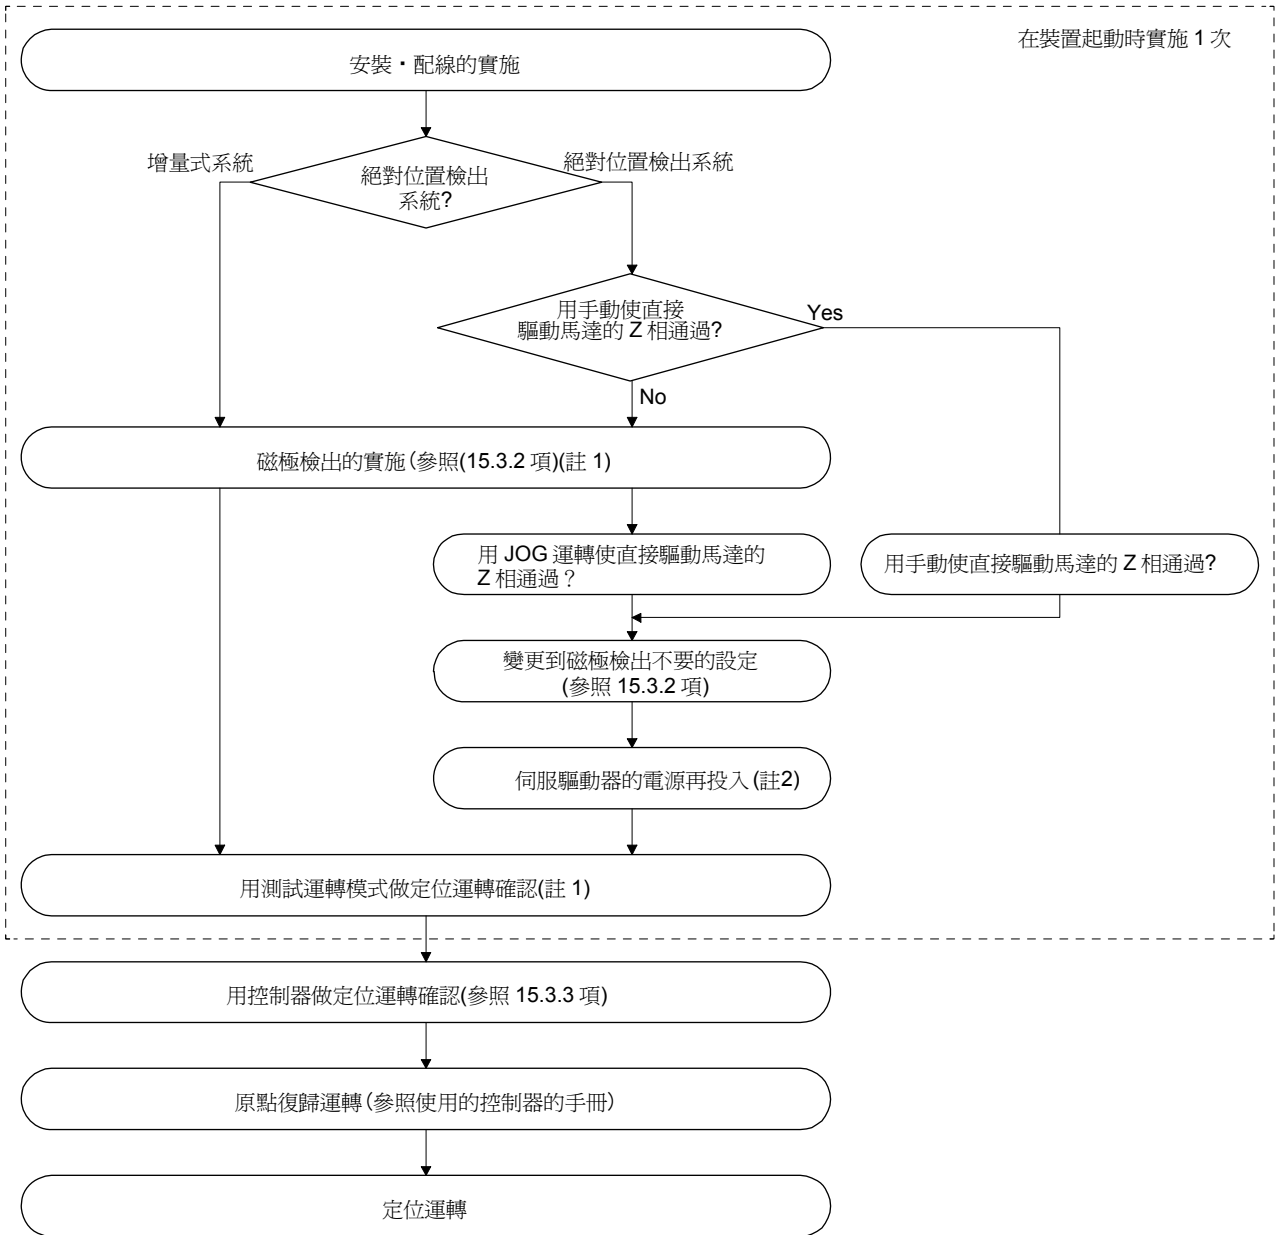 在裝置起動時實施 1 次
安裝・配線的實施
增量式系統
絕對位置檢出系統
絕對位置檢出
系統?
用手動使直接
驅動馬達的 Z 相通過?
Yes
No
磁極檢出的實施(參照(15.3.2 項)(註 1)
用 JOG 運轉使直接驅動馬達的
Z 相通過？
用手動使直接驅動馬達的 Z 相通過?
變更到磁極檢出不要的設定
(參照 15.3.2 項)
伺服驅動器的電源再投入(註2)
用測試運轉模式做定位運轉確認(註 1)
用控制器做定位運轉確認(參照 15.3.3 項)
原點復歸運轉(參照使用的控制器的手冊)
定位運轉